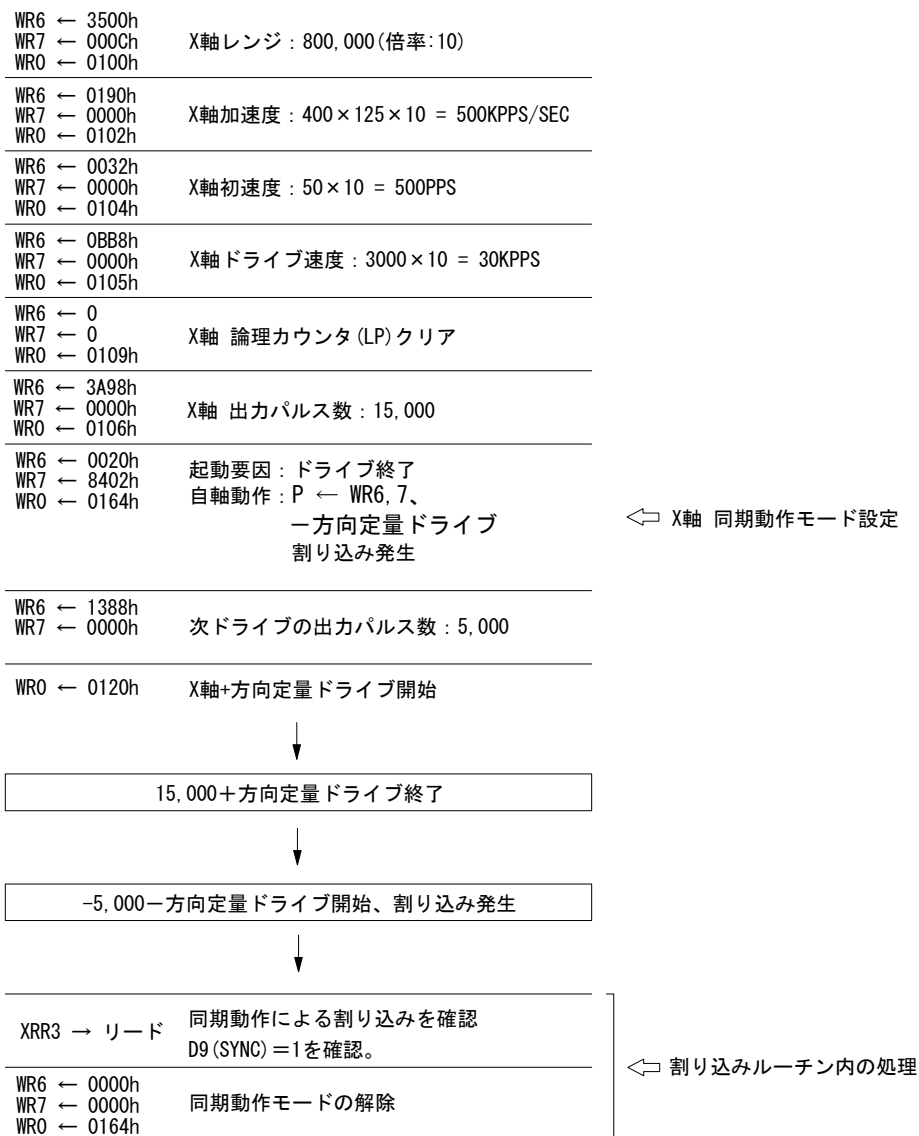 WR6 ← 3500h
WR7 ← 000Ch X軸レンジ：800,000(倍率:10)
WR0 ← 0100h
WR6 ← 0190h
WR7 ← 0000h X軸加速度：400×125×10 = 500KPPS/SEC
WR0 ← 0102h
WR6 ← 0032h
WR7 ← 0000h X軸初速度：50×10 = 500PPS
WR0 ← 0104h
WR6 ← 0BB8h
WR7 ← 0000h X軸ドライブ速度：3000×10 = 30KPPS
WR0 ← 0105h
WR6 ← 0
WR7 ← 0 X軸 論理カウンタ(LP)クリア
WR0 ← 0109h
WR6 ← 3A98h
WR7 ← 0000h X軸 出力パルス数：15,000
WR0 ← 0106h
WR6 ← 0020h 起動要因：ドライブ終了
WR7 ← 8402h 自軸動作：P ← WR6,7、
WR0 ← 0164h －方向定量ドライブ
割り込み発生
⇦ X軸 同期動作モード設定
WR6 ← 1388h
WR7 ← 0000h 次ドライブの出力パルス数：5,000
WR0 ← 0120h X軸+方向定量ドライブ開始
15,000＋方向定量ドライブ終了
-5,000－方向定量ドライブ開始、割り込み発生
XRR3 → リード 同期動作による割り込みを確認
D9(SYNC)＝1を確認。
⇦ 割り込みルーチン内の処理
WR6 ← 0000h
WR7 ← 0000h 同期動作モードの解除
WR0 ← 0164h